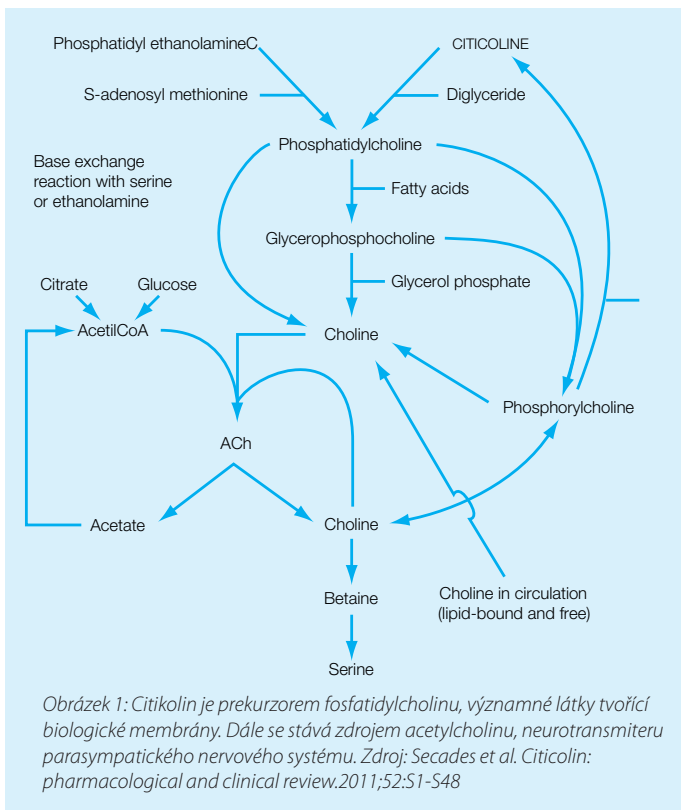 Phosphatidyl ethanolamineC
CITICOLINE
S-adenosyl methionine
Diglyceride
Phosphatidylcholine
Base exchange
reaction with serine
or ethanolamine
Fatty acids
Glycerophosphocholine
Citrate
Glucose
Glycerol phosphate
AcetilCoA
Choline
Phosphorylcholine
ACh
Acetate
Choline
Choline in circulation
(lipid-bound and free)
Betaine
Serine
Obrázek 1: Citikolin je prekurzorem fosfatidylcholinu, významné látky tvořící
biologické membrány. Dále se stává zdrojem acetylcholinu, neurotransmiteru
parasympatického nervového systému. Zdroj: Secades et al. Citicolin:
pharmacological and clinical review.2011;52:S1-S48